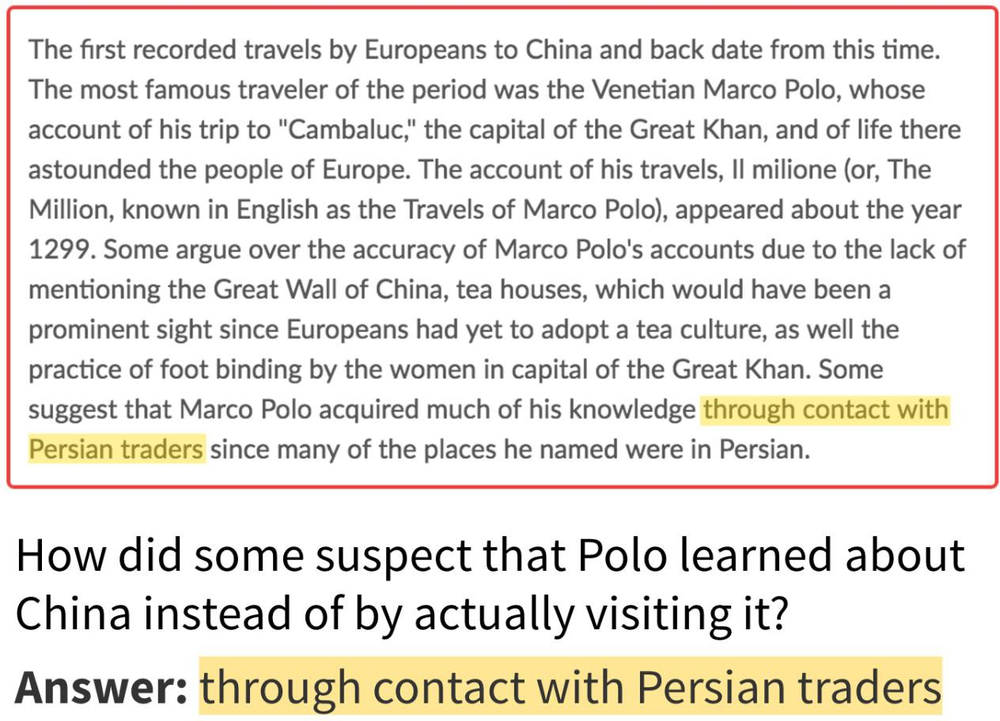 The first recorded travels by Europeans to China and back date from this time.
The most famous traveler of the period was the Venetian Marco Polo, whose
account of his trip to "Cambaluc," the capital of the Great Khan, and of life there
astounded the people of Europe. The account of his travels, Il milione (or, The
Million, known in English as the Travels of Marco Polo), appeared about the year
1299. Some argue over the accuracy of Marco Polo's accounts due to the lack of
mentioning the Great Wall of China, tea houses, which would have been a
prominent sight since Europeans had yet to adopt a tea culture, as well the
practice of foot binding by the women in capital of the Great Khan. Some
suggest that Marco Polo acquired much of his knowledge through contact with
Persian traders since many of the places he named were in Persian.
How did some suspect that Polo learned about
China instead of by actually visiting it?
Answer: through contact with Persian traders